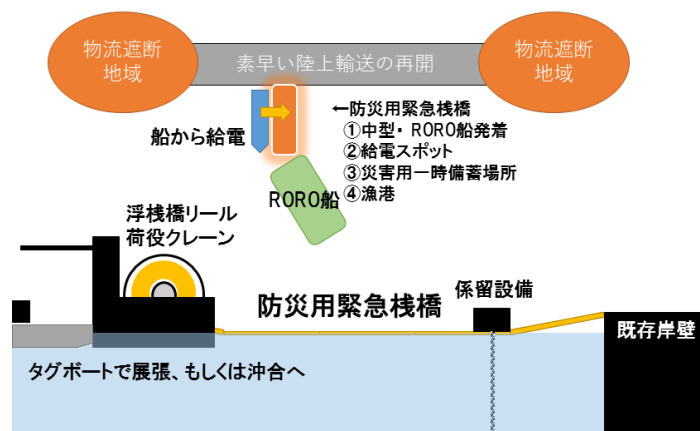 物流遮断
地域
素早い陸上輸送の再開
物流遮断
地域
船から給電
←防災用緊急桟橋
①中型・RORO船発着
②給電スポット
③災害用一時備蓄場所
④漁港
RORO船
浮桟橋リール
荷役クレーン
防災用緊急桟橋
係留設備
既存岸壁
タグボートで展張、もしくは沖合へ